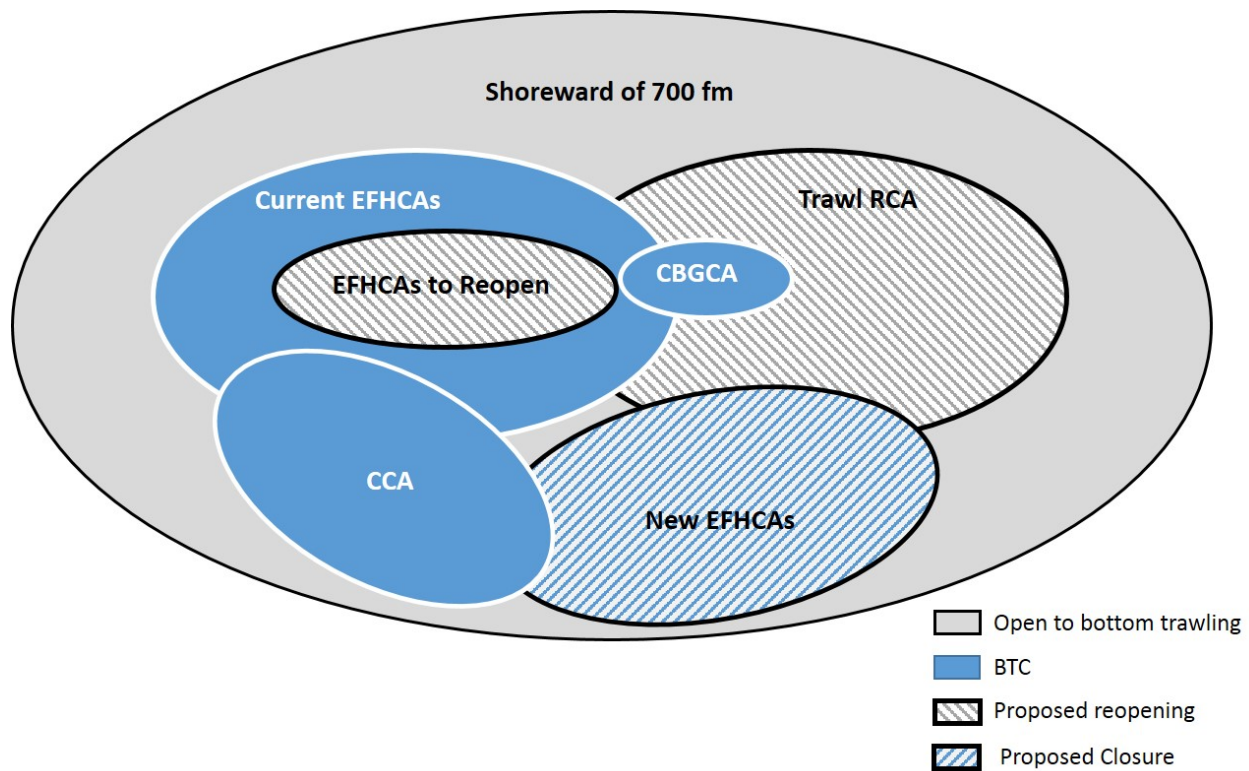 Shoreward of 700 fm
Current EFHCAs
Trawl RCA
EFHCAs to Reopen
CBGCA
CCA
New EFHCAs
Open to bottom trawling
BTC
Proposed reopening
Proposed Closure